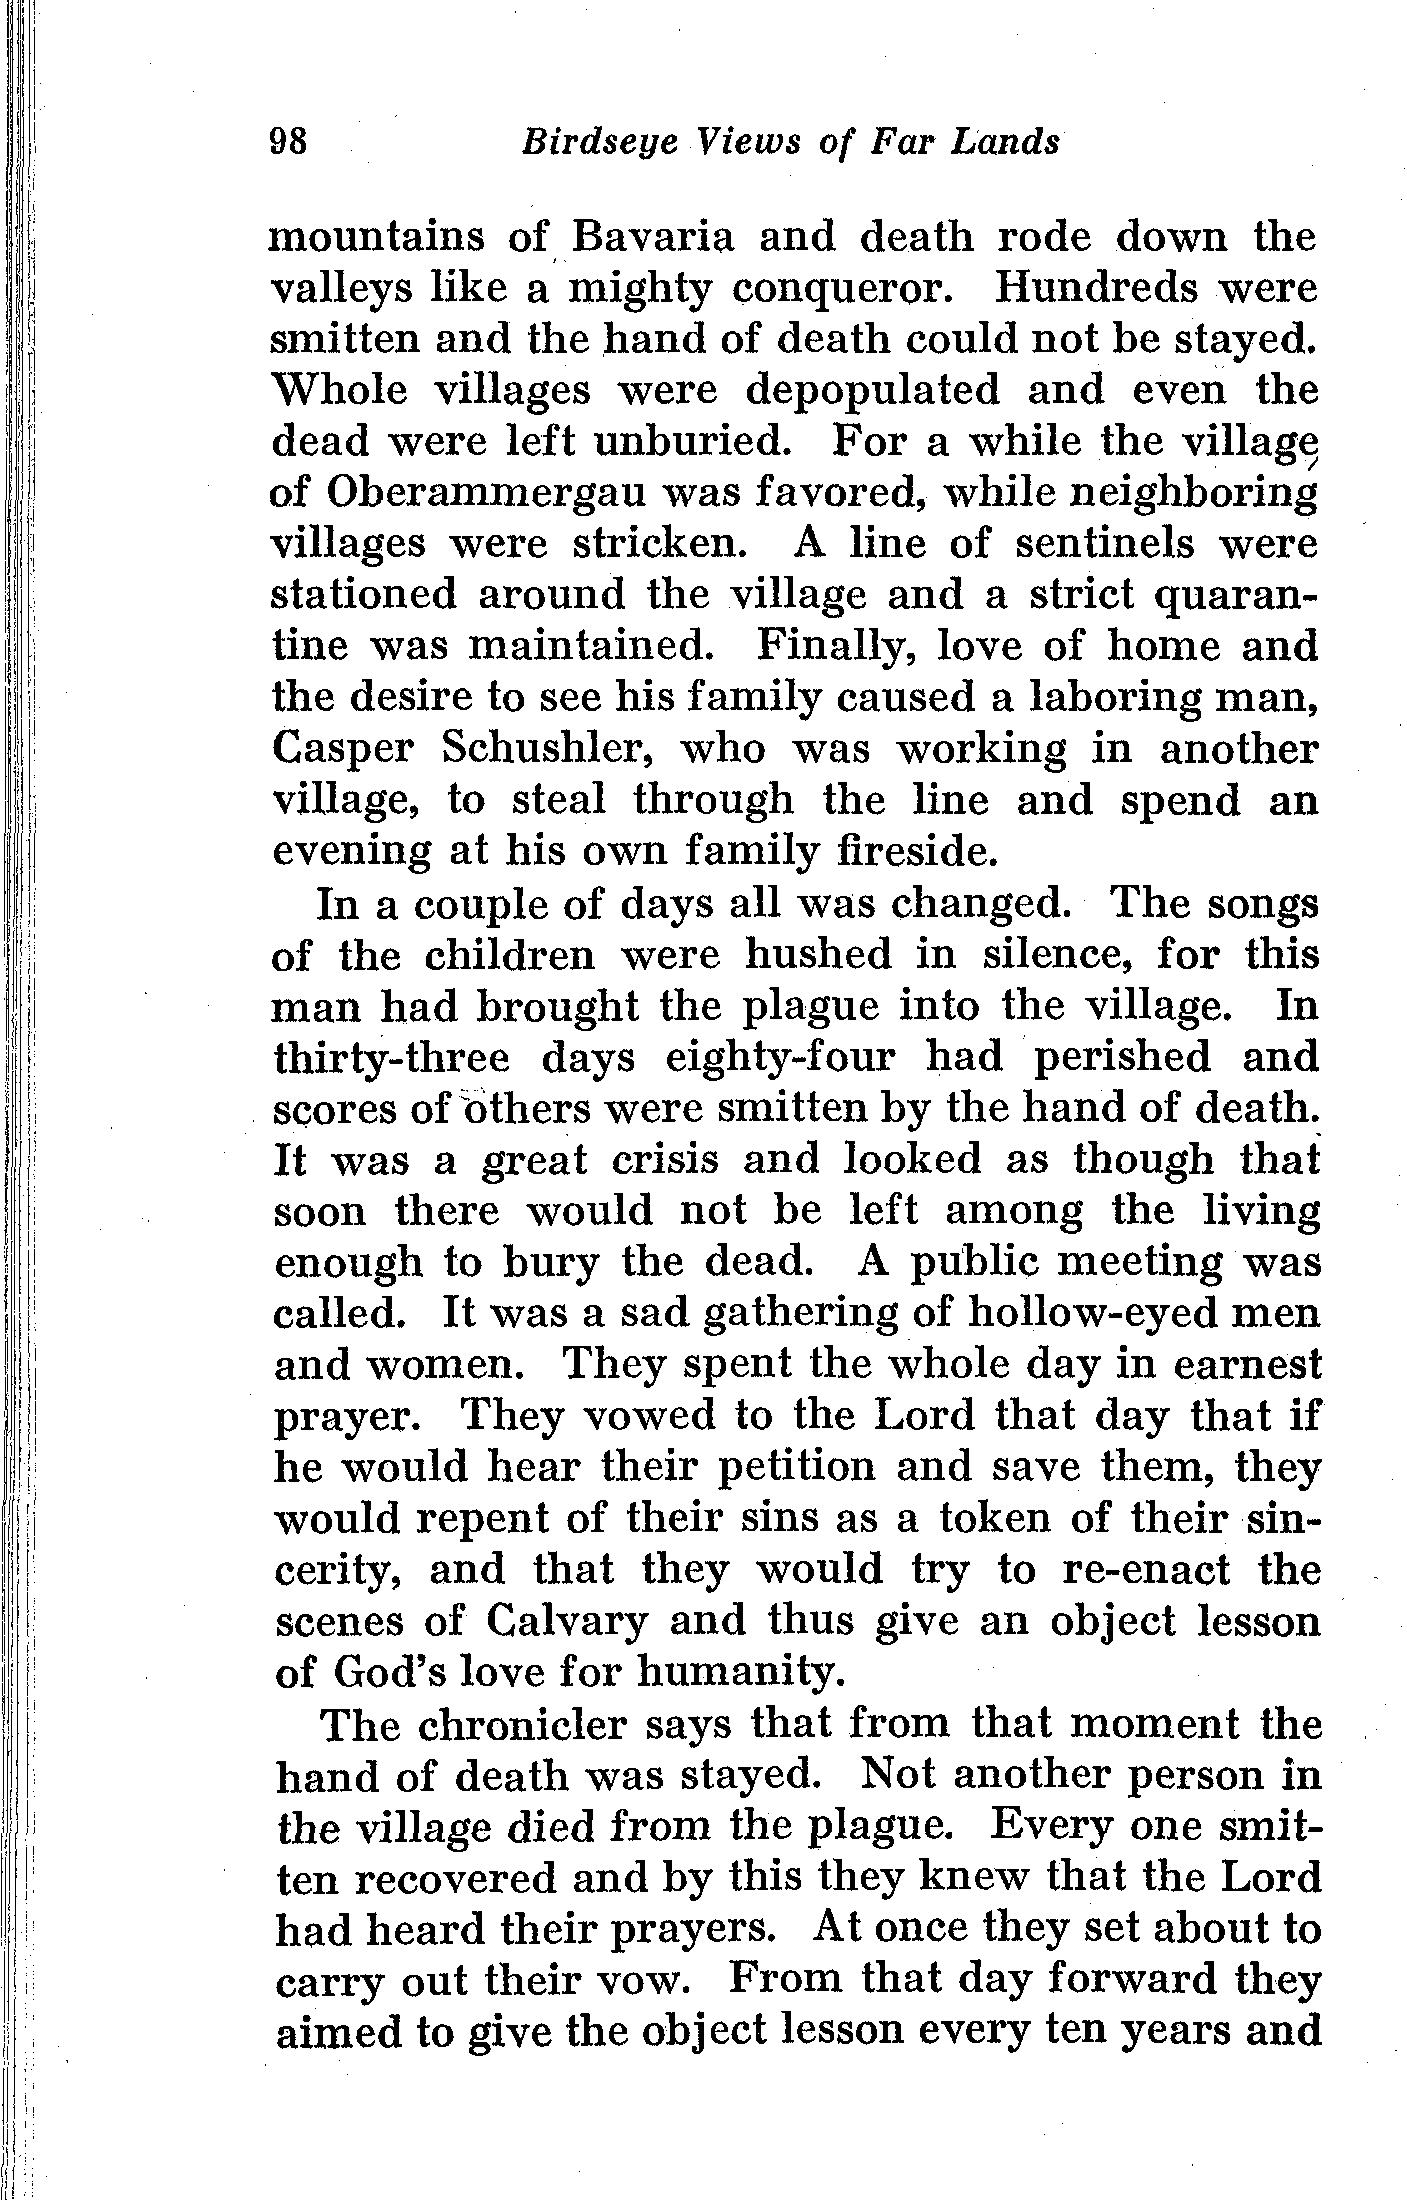 98 Birdseye Views of Far Lands
mountains of Bavaria and death rode down the
valleys like a mighty conqueror. Hundreds were
smitten and the hand of death could not be stayed.
Whole villages were depopulated and even the
dead were left unburied. For a while the village
of Oberammergau was favored, while neighboring
villages were stricken. A line of sentinels were
stationed around the village and a strict quaran-
tine was maintained. Finally, love of home and
the desire to see his family caused a laboring man,
Casper Schushler, who was working in another
village, to steal through the line and spend an
evening at his own family fireside.
In a couple of days all was changed. The songs
of the children were hushed in silence, for this
man had brought the plague into the village. In
thirty-three days eighty-four had perished and
scores of others were smitten by the hand of death.
It was a great crisis and looked as though that
soon there would not be left among the living
enough to bury the dead. A public meeting was
called. It was a sad gathering of hollow-eyed men
and women. They spent the whole day in earnest
prayer. They vowed to the Lord that day that if
he would hear their petition and save them, they
would repent of their sins as a token of their sin-
cerity, and that they would try to re-enact the
scenes of Calvary and thus give an object lesson
of God's love for humanity.
The chronicler says that from that moment the
hand of death was stayed. Not another person in
the village died from the plague. Every one smit-
ten recovered and by this they knew that the Lord
had heard their prayers. At once they set about to
carry out their vow. From that day forward they
aimed to give the object lesson every ten years and